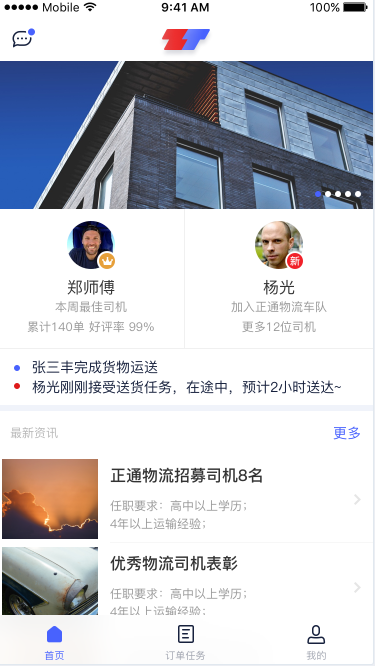 Mobile
9:41 AM
100%
郑师傅
本周最佳司机
累计140单 好评率 99%
新
杨光
加入正通物流车队
更多12位司机
张三丰完成货物运送
杨光刚刚接受送货任务，在途中，预计2小时送达~
最新资讯
更多
正通物流招募司机8名
任职要求：高中以上学历；
4年以上运输经验；
优秀物流司机表彰
任职要求：高中以上学历；
4年以上运输经验；
首页
订单任务
我的